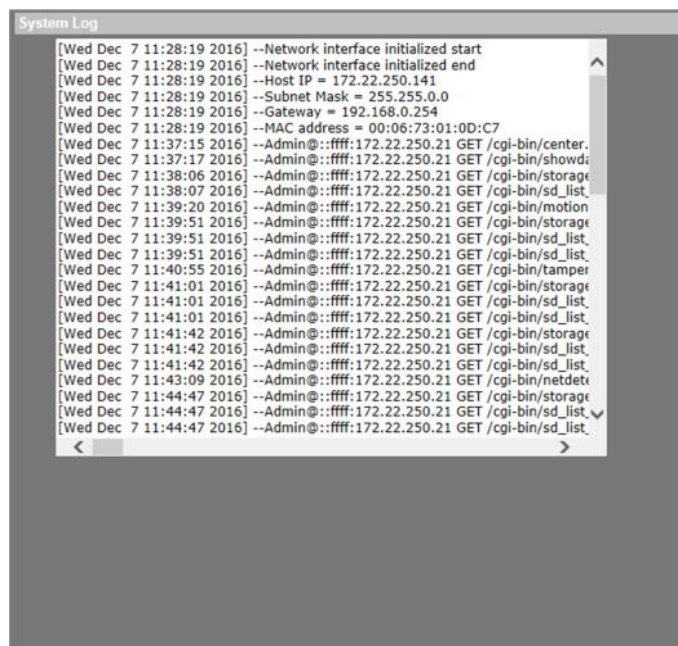 System Log
[Wed Dec  7 11:28:19 2016] --Network interface initialized start
[Wed Dec  7 11:28:19 2016] --Network interface initialized end
[Wed Dec  7 11:28:19 2016] --Host IP = 172.22.250.141
[Wed Dec  7 11:28:19 2016] --Subnet Mask = 255.255.0.0
[Wed Dec  7 11:28:19 2016] --Gateway = 192.168.0.254
[Wed Dec  7 11:28:19 2016] --MAC address = 00:06:73:01:0D:C7
[Wed Dec  7 11:37:15 2016] --Admin@::ffff:172.22.250.21 GET /cgi-bin/center.
[Wed Dec  7 11:37:17 2016] --Admin@::ffff:172.22.250.21 GET /cgi-bin/showda
[Wed Dec  7 11:38:06 2016] --Admin@::ffff:172.22.250.21 GET /cgi-bin/storage
[Wed Dec  7 11:38:07 2016] --Admin@::ffff:172.22.250.21 GET /cgi-bin/sd_list_
[Wed Dec  7 11:39:20 2016] --Admin@::ffff:172.22.250.21 GET /cgi-bin/motion
[Wed Dec  7 11:39:51 2016] --Admin@::ffff:172.22.250.21 GET /cgi-bin/storage
[Wed Dec  7 11:39:51 2016] --Admin@::ffff:172.22.250.21 GET /cgi-bin/sd_list_
[Wed Dec  7 11:39:51 2016] --Admin@::ffff:172.22.250.21 GET /cgi-bin/sd_list_
[Wed Dec  7 11:40:55 2016] --Admin@::ffff:172.22.250.21 GET /cgi-bin/tamper
[Wed Dec  7 11:41:01 2016] --Admin@::ffff:172.22.250.21 GET /cgi-bin/storage
[Wed Dec  7 11:41:01 2016] --Admin@::ffff:172.22.250.21 GET /cgi-bin/sd_list_
[Wed Dec  7 11:41:01 2016] --Admin@::ffff:172.22.250.21 GET /cgi-bin/sd_list_
[Wed Dec  7 11:41:42 2016] --Admin@::ffff:172.22.250.21 GET /cgi-bin/storage
[Wed Dec  7 11:41:42 2016] --Admin@::ffff:172.22.250.21 GET /cgi-bin/sd_list_
[Wed Dec  7 11:41:42 2016] --Admin@::ffff:172.22.250.21 GET /cgi-bin/sd_list_
[Wed Dec  7 11:43:09 2016] --Admin@::ffff:172.22.250.21 GET /cgi-bin/netdete
[Wed Dec  7 11:44:47 2016] --Admin@::ffff:172.22.250.21 GET /cgi-bin/storage
[Wed Dec  7 11:44:47 2016] --Admin@::ffff:172.22.250.21 GET /cgi-bin/sd_list_
[Wed Dec  7 11:44:47 2016] --Admin@::ffff:172.22.250.21 GET /cgi-bin/sd_list_